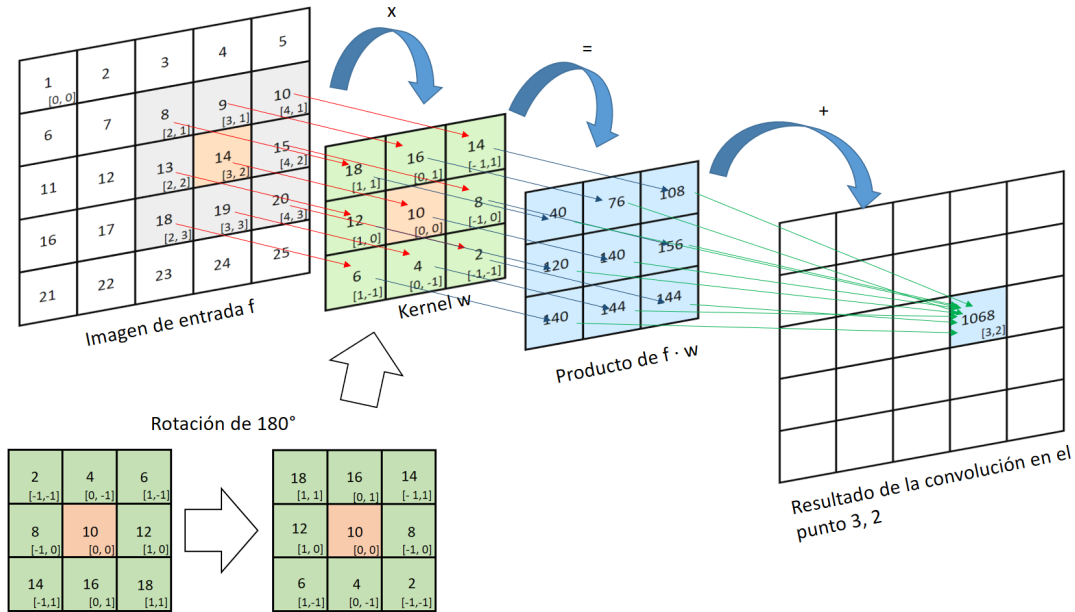 x
=
+
1 2 3 4 5
[0, 0]
6 7 8 9 10
[2, 1] [3, 1] [4, 1]
11 12 13 14 15
[2, 2] [3, 2] [4, 2]
16 17 18 19 20
[2, 3] [3, 3] [4, 3]
21 22 23 24 25
Imagen de entrada f
18 16 14
[1, 1] [0, 1] [- 1,1]
12 10 8
[1, 0] [0, 0] [-1, 0]
6 4 2
[1,-1] [0, -1] [-1,-1]
Kernel w
40 76 108
120 140 156
140 144 144
Producto de f · w
1068
[3,2]
Resultado de la convolución en el
punto 3, 2
Rotación de 180°
2 4 6
[-1,-1] [0, -1] [1,-1]
8 10 12
[-1, 0] [0, 0] [1, 0]
14 16 18
[-1,1] [0, 1] [1,1]
18 16 14
[1, 1] [0, 1] [- 1,1]
12 10 8
[1, 0] [0, 0] [-1, 0]
6 4 2
[1,-1] [0, -1] [-1,-1]